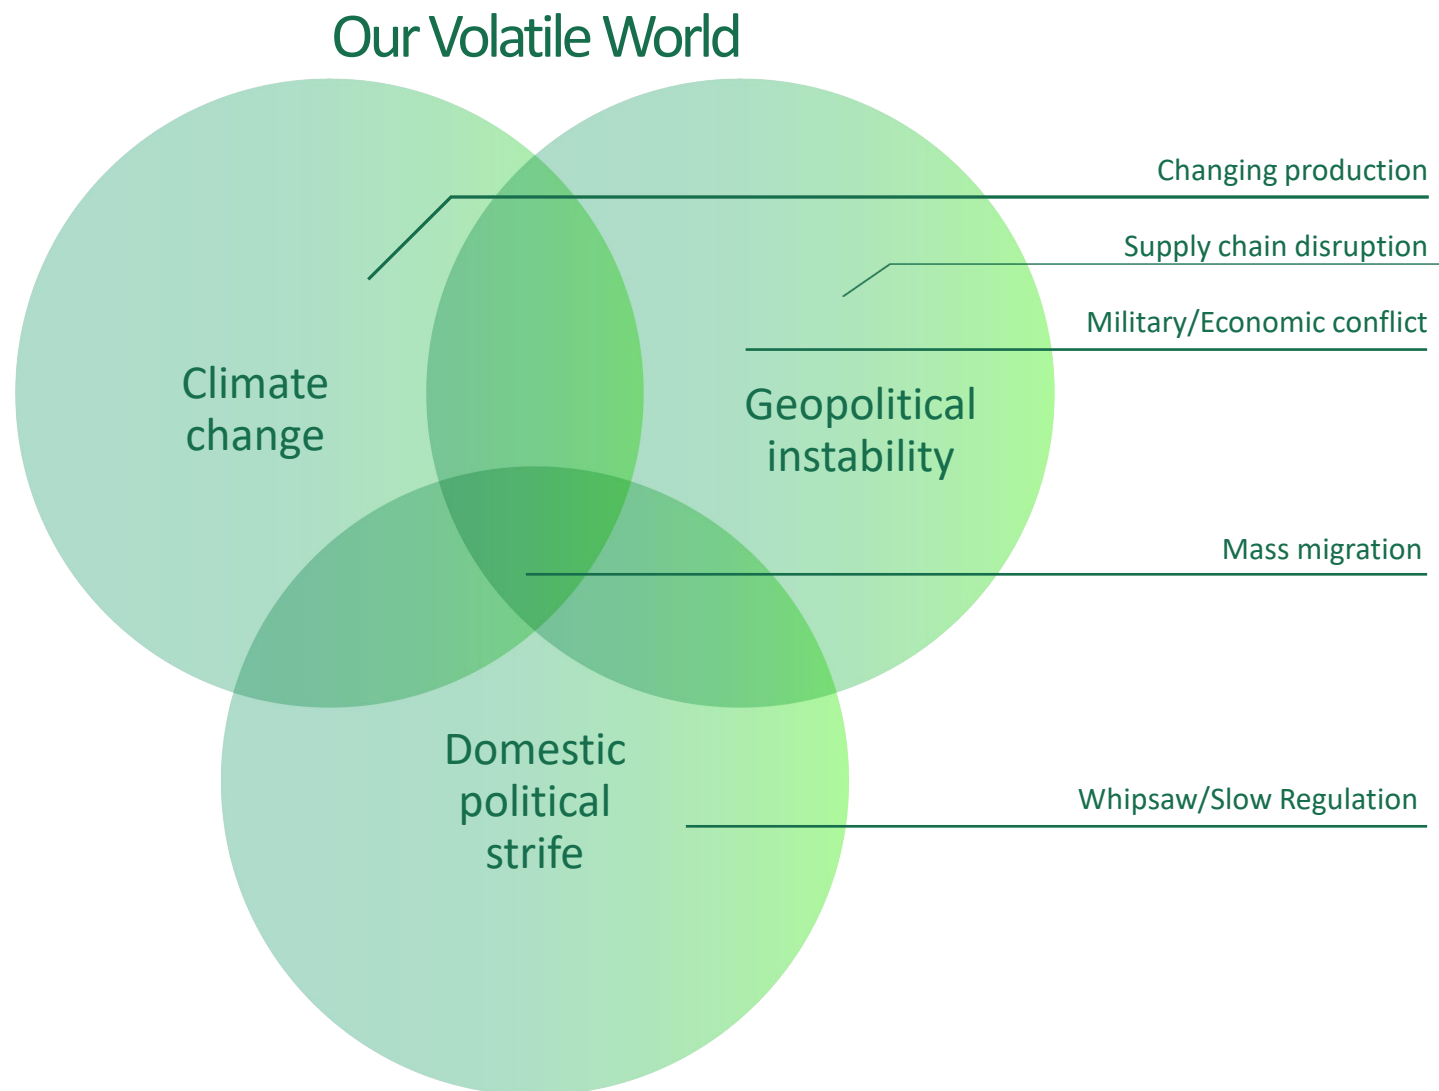 Our Volatile World
Changing production
Supply chain disruption
Military/Economic conflict
Climate
change
Geopolitical
instability
Mass migration
Domestic
political
strife
Whipsaw/Slow Regulation